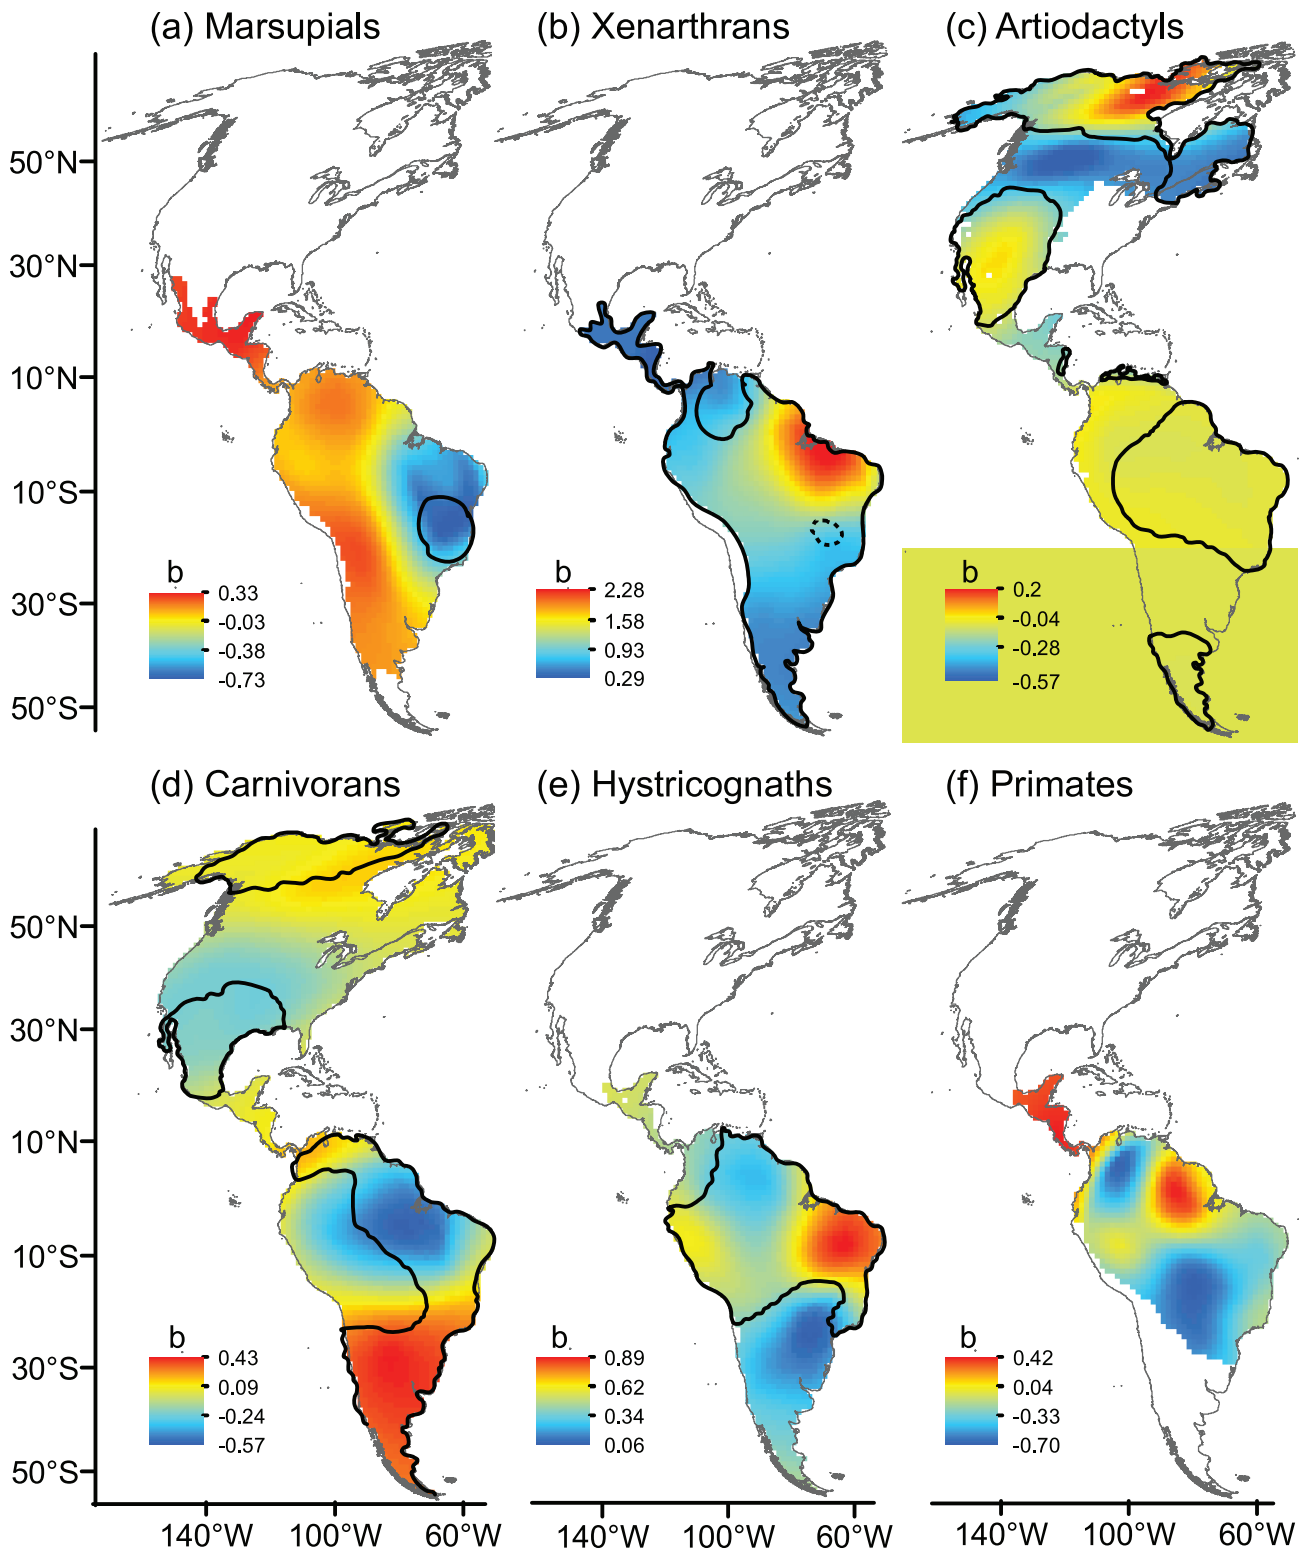 (a) Marsupials
(b) Xenarthrans
(c) Artiodactyls
50°N
30°N
10°N
10°S
30°S
50°S
b
0.33
-0.03
-0.38
-0.73
b
2.28
1.58
0.93
0.29
b
0.2
-0.04
-0.28
-0.57
(d) Carnivorans
(e) Hystricognaths
(f) Primates
50°N
30°N
10°N
10°S
30°S
50°S
b
0.43
0.09
-0.24
-0.57
b
0.89
0.62
0.34
0.06
b
0.42
0.04
-0.33
-0.70
140°W 100°W 60°W
140°W 100°W 60°W
140°W 100°W 60°W